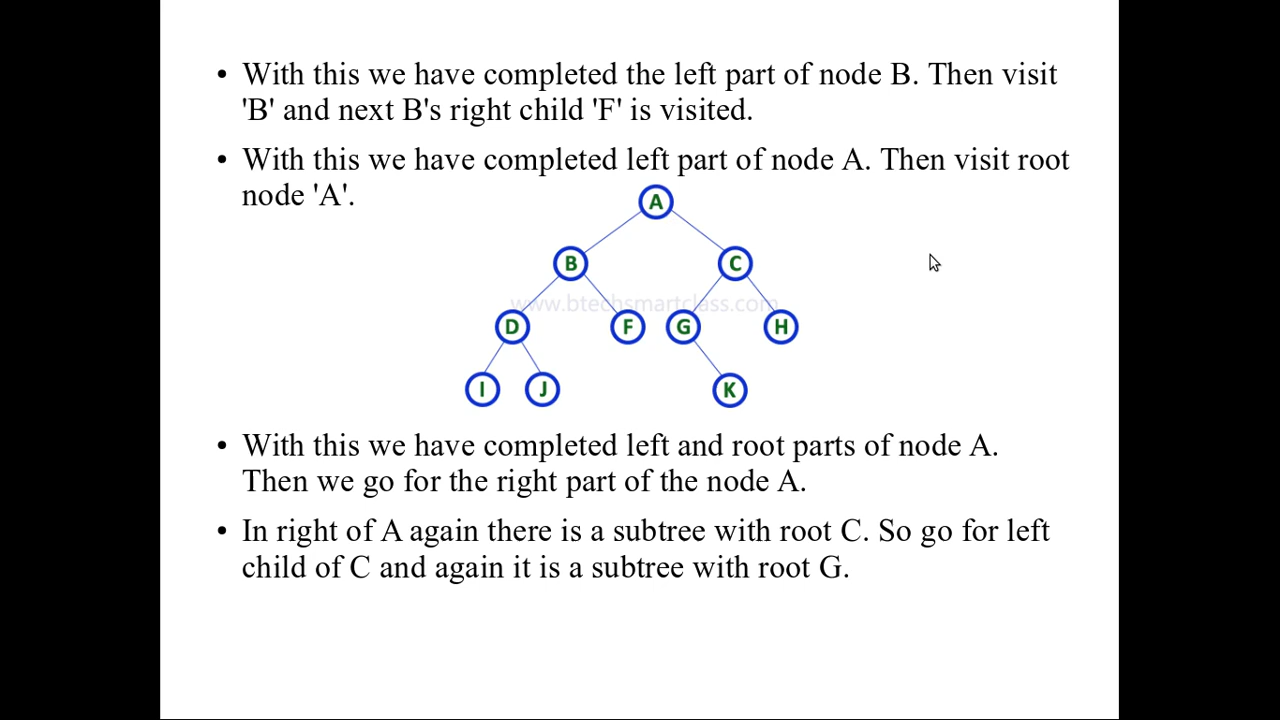 • With this we have completed the left part of node B. Then visit
'B' and next B's right child 'F' is visited.
• With this we have completed left part of node A. Then visit root
node 'A'.
A
B
C
www.btechsmartclass.com
D
F
G
H
I
J
K
• With this we have completed left and root parts of node A.
Then we go for the right part of the node A.
• In right of A again there is a subtree with root C. So go for left
child of C and again it is a subtree with root G.